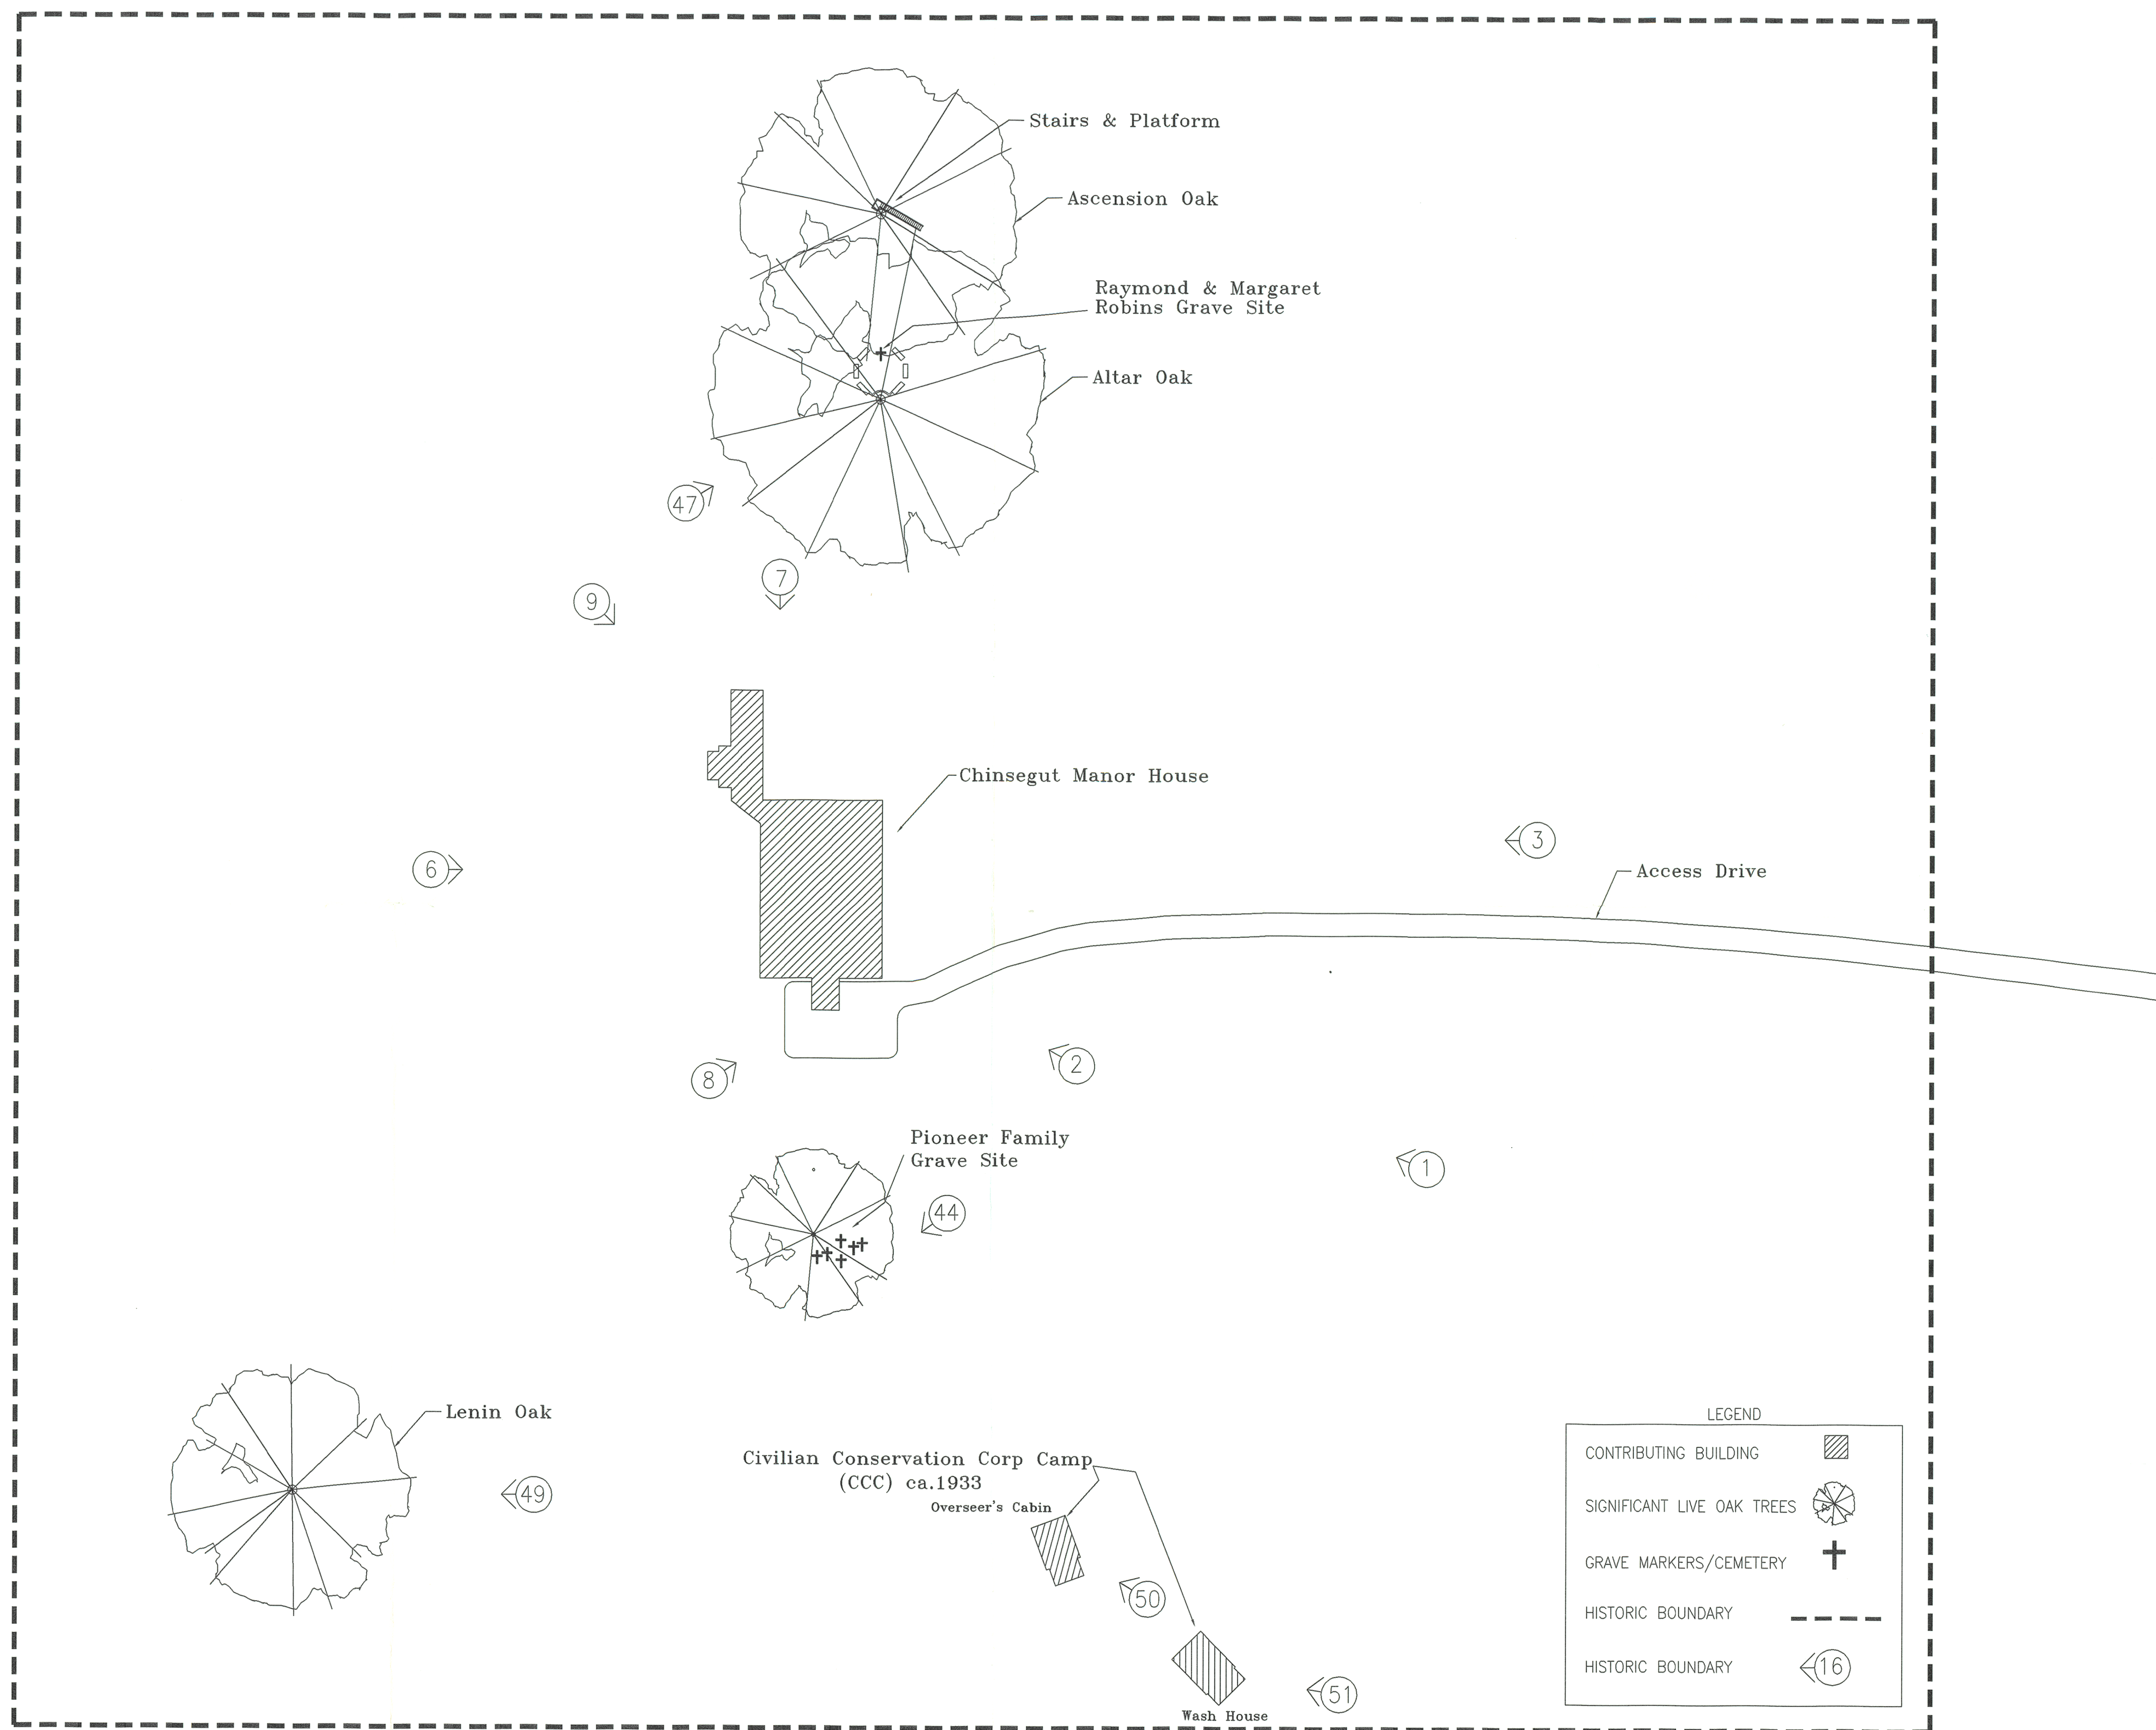 Stairs & Platform
Ascension Oak
Raymond & Margaret
Robins Grave Site
Altar Oak
47
7
9
Chinsegut Manor House
3
6
Access Drive
2
8
Pioneer Family
Grave Site
1
44
Lenin Oak
49
Civilian Conservation Corp Camp
(CCC) ca.1933
Overseer's Cabin
50
51
Wash House
LEGEND
CONTRIBUTING BUILDING
SIGNIFICANT LIVE OAK TREES
GRAVE MARKERS/CEMETERY
HISTORIC BOUNDARY
HISTORIC BOUNDARY
16